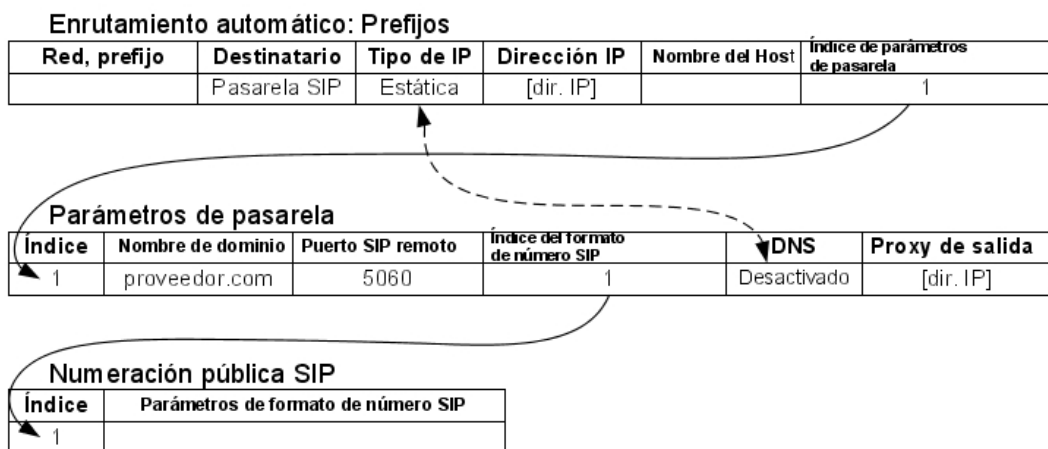 Enrutamiento automático: Prefijos
Red, prefijo Destinatario Tipo de IP Dirección IP Nombre del Host Índice de parámetros de pasarela
Pasarela SIP Estática [dir. IP] 1
Parámetros de pasarela
Índice Nombre de dominio Puerto SIP remoto Índice del formato de número SIP DNS Proxy de salida
1 proveedor.com 5060 1 Desactivado [dir. IP]
Numeración pública SIP
Índice Parámetros de formato de número SIP
1